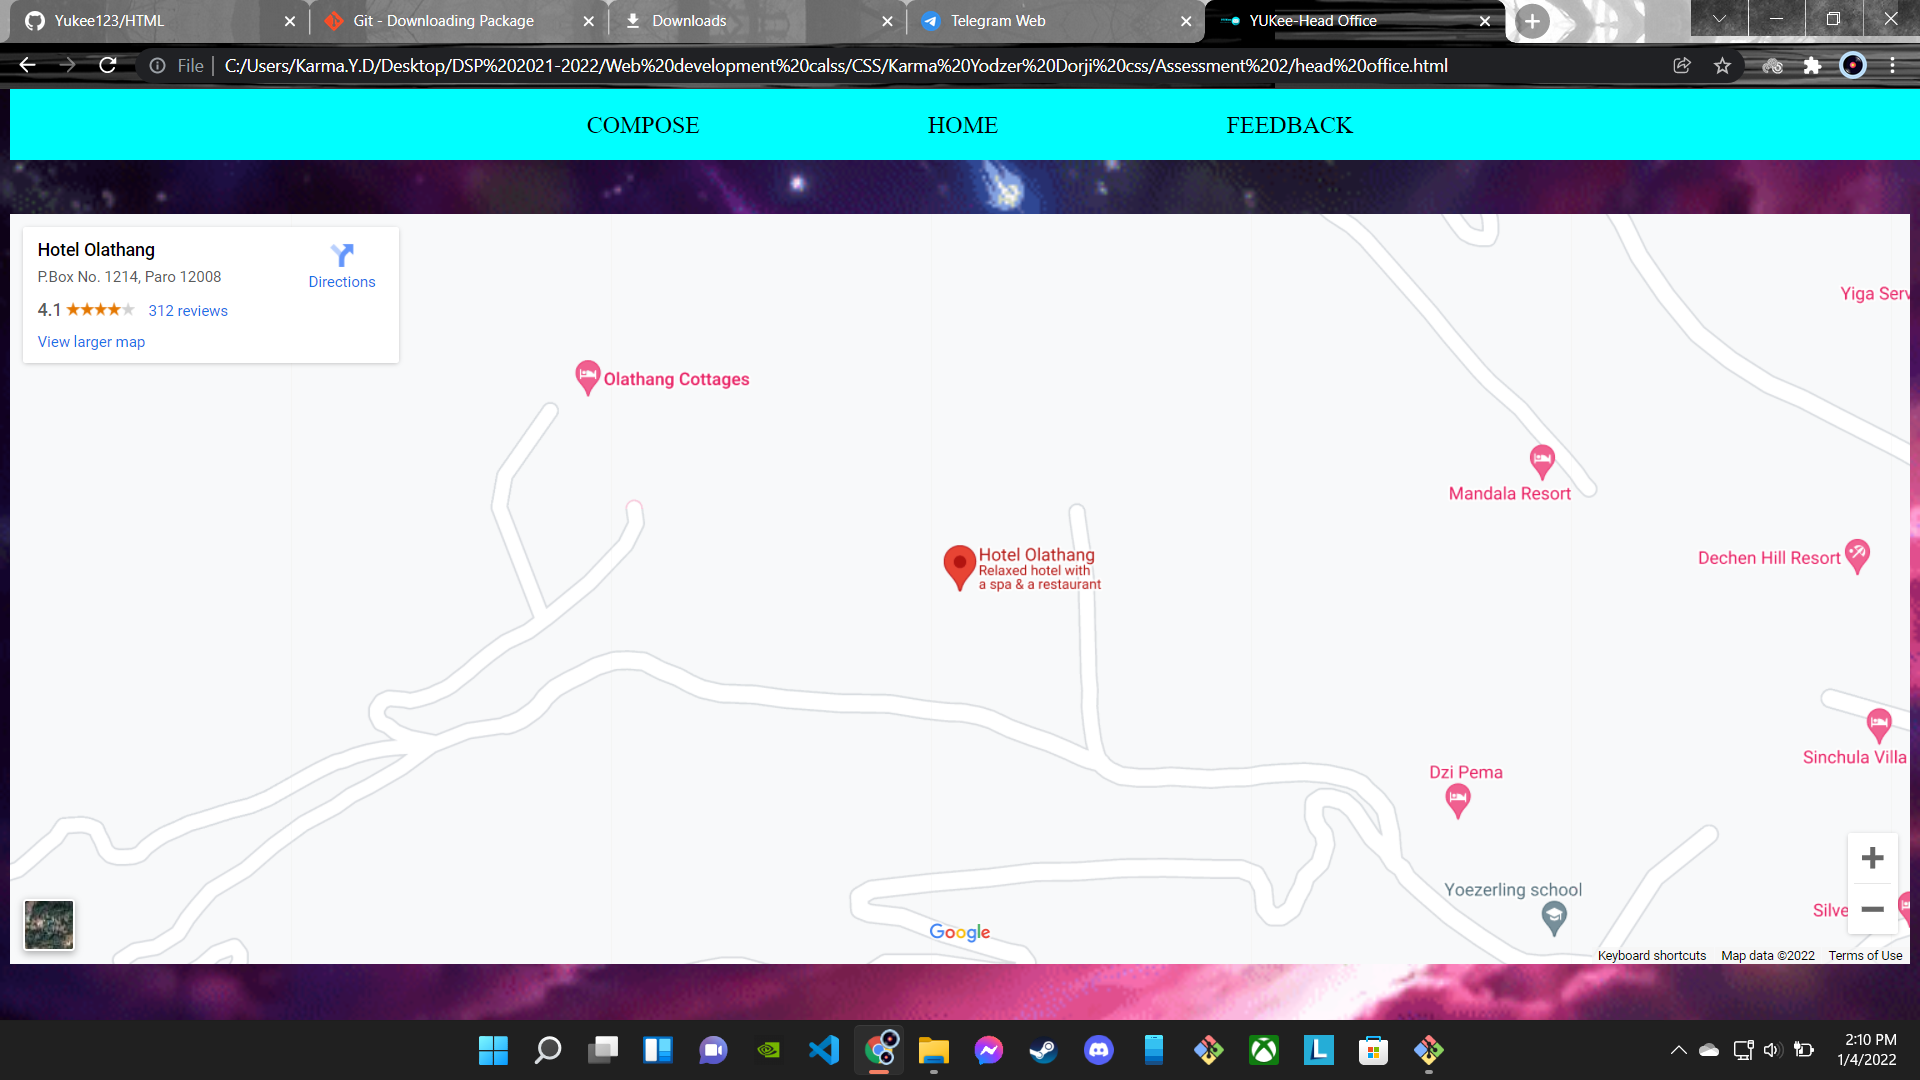 Yukee123/HTML
Git - Downloading Package
Downloads
Telegram Web
YUKee-Head Office
File
C:/Users/Karma.Y.D/Desktop/DSP%202021-2022/Web%20development%20calss/CSS/Karma%20Yodzer%20Dorji%20css/Assessment%202/head%20office.html
COMPOSE
HOME
FEEDBACK
Hotel Olathang
Directions
P.Box No. 1214, Paro 12008
4.1
312 reviews
View larger map
Yiga Serv
Olathang Cottages
Mandala Resort
Hotel Olathang
Relaxed hotel with
a spa & a restaurant
Dechen Hill Resort
Sinchula Villa
Dzi Pema
Yoezerling school
Silve
Google
Keyboard shortcuts
Map data ©2022
Terms of Use
2:10 PM
1/4/2022